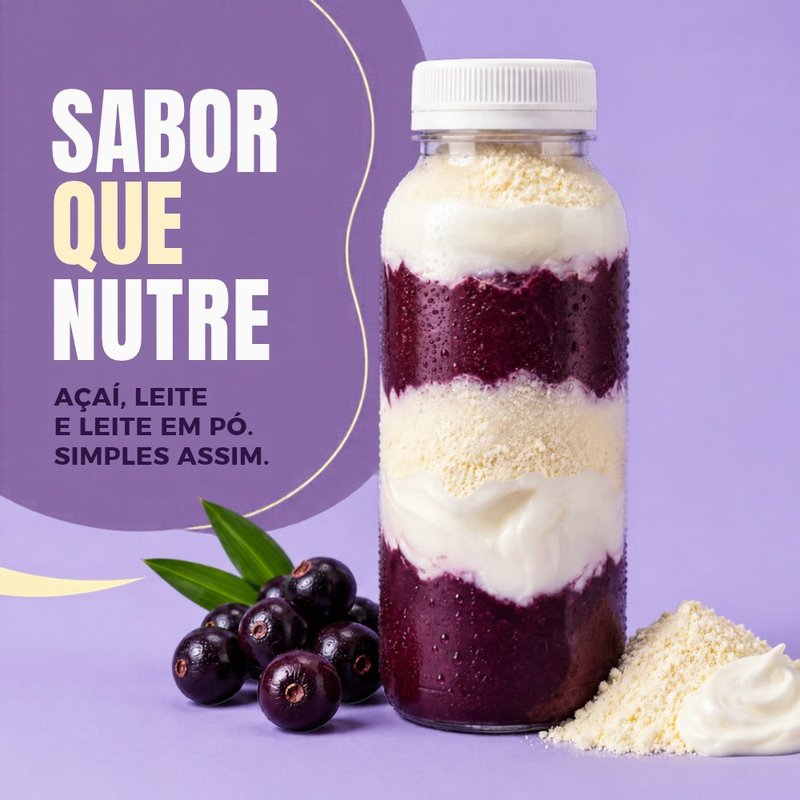 SABOR
QUE
NUTRE
AÇAÍ, LEITE
E LEITE EM PÓ.
SIMPLES ASSIM.